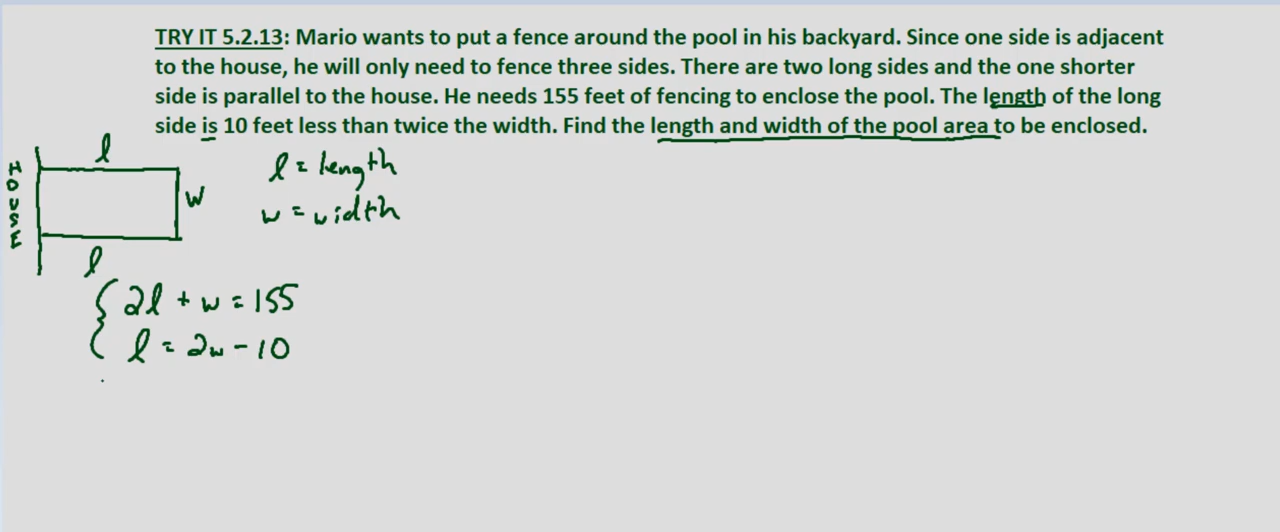 TRY IT 5.2.13: Mario wants to put a fence around the pool in his backyard. Since one side is adjacent
to the house, he will only need to fence three sides. There are two long sides and the one shorter
side is parallel to the house. He needs 155 feet of fencing to enclose the pool. The length of the long
side is 10 feet less than twice the width. Find the length and width of the pool area to be enclosed.
l
HOUSE
w
l
l = length
w = width
2l + w = 155
l = 2w - 10